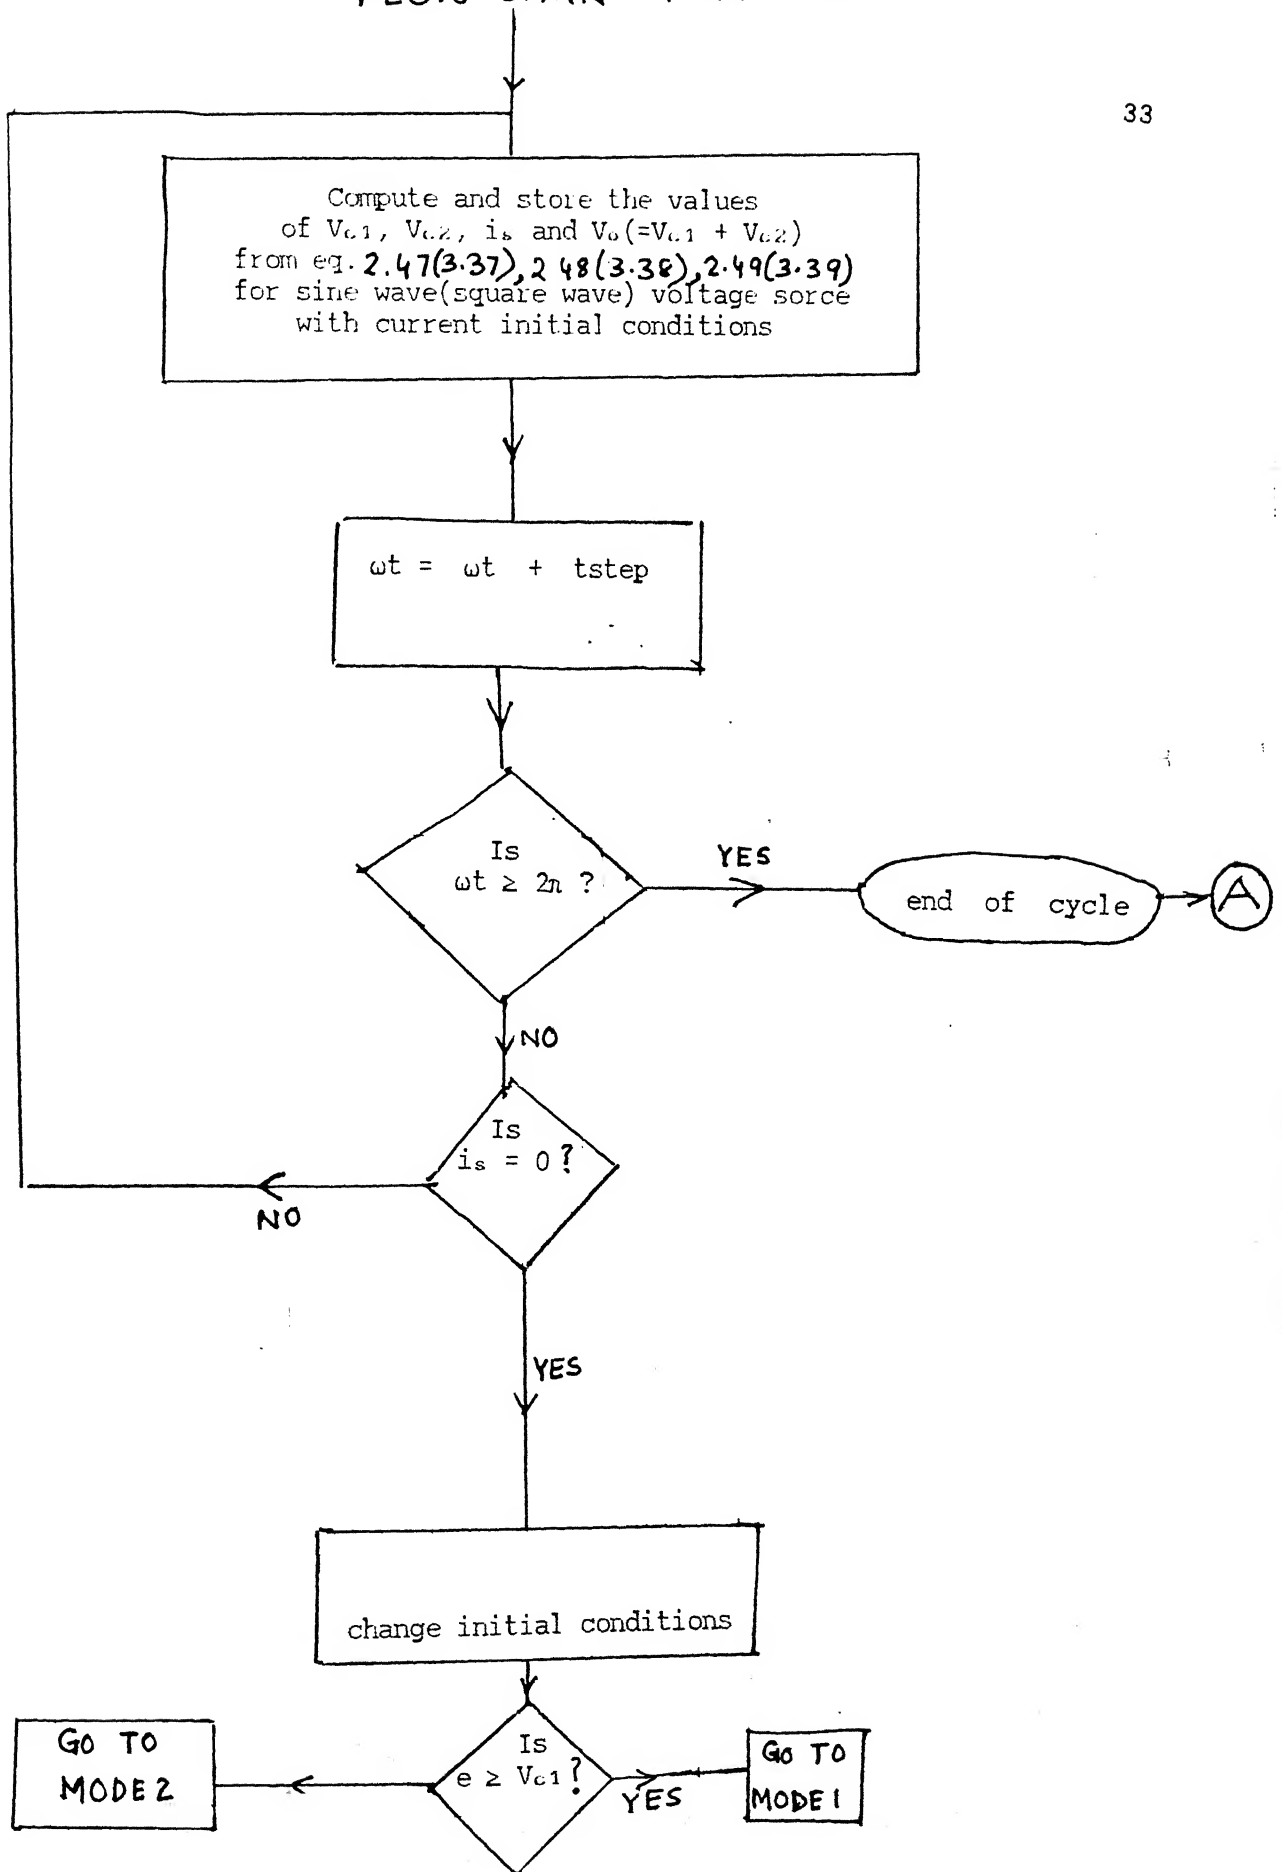 33
Compute and store the values
of Vc1, Vc2, is and Vo(=Vc1 + Vc2)
from eq. 2.47(3.37), 2 48(3.38), 2.49(3.39)
for sine wave(square wave) voltage sorce
with current initial conditions
ωt = ωt + tstep
Is
ωt ≥ 2π ?
YES
end of cycle
A
NO
Is
is = 0?
NO
YES
change initial conditions
Is
e ≥ Vc1?
YES
GO TO
MODE 2
GO TO
MODE 1